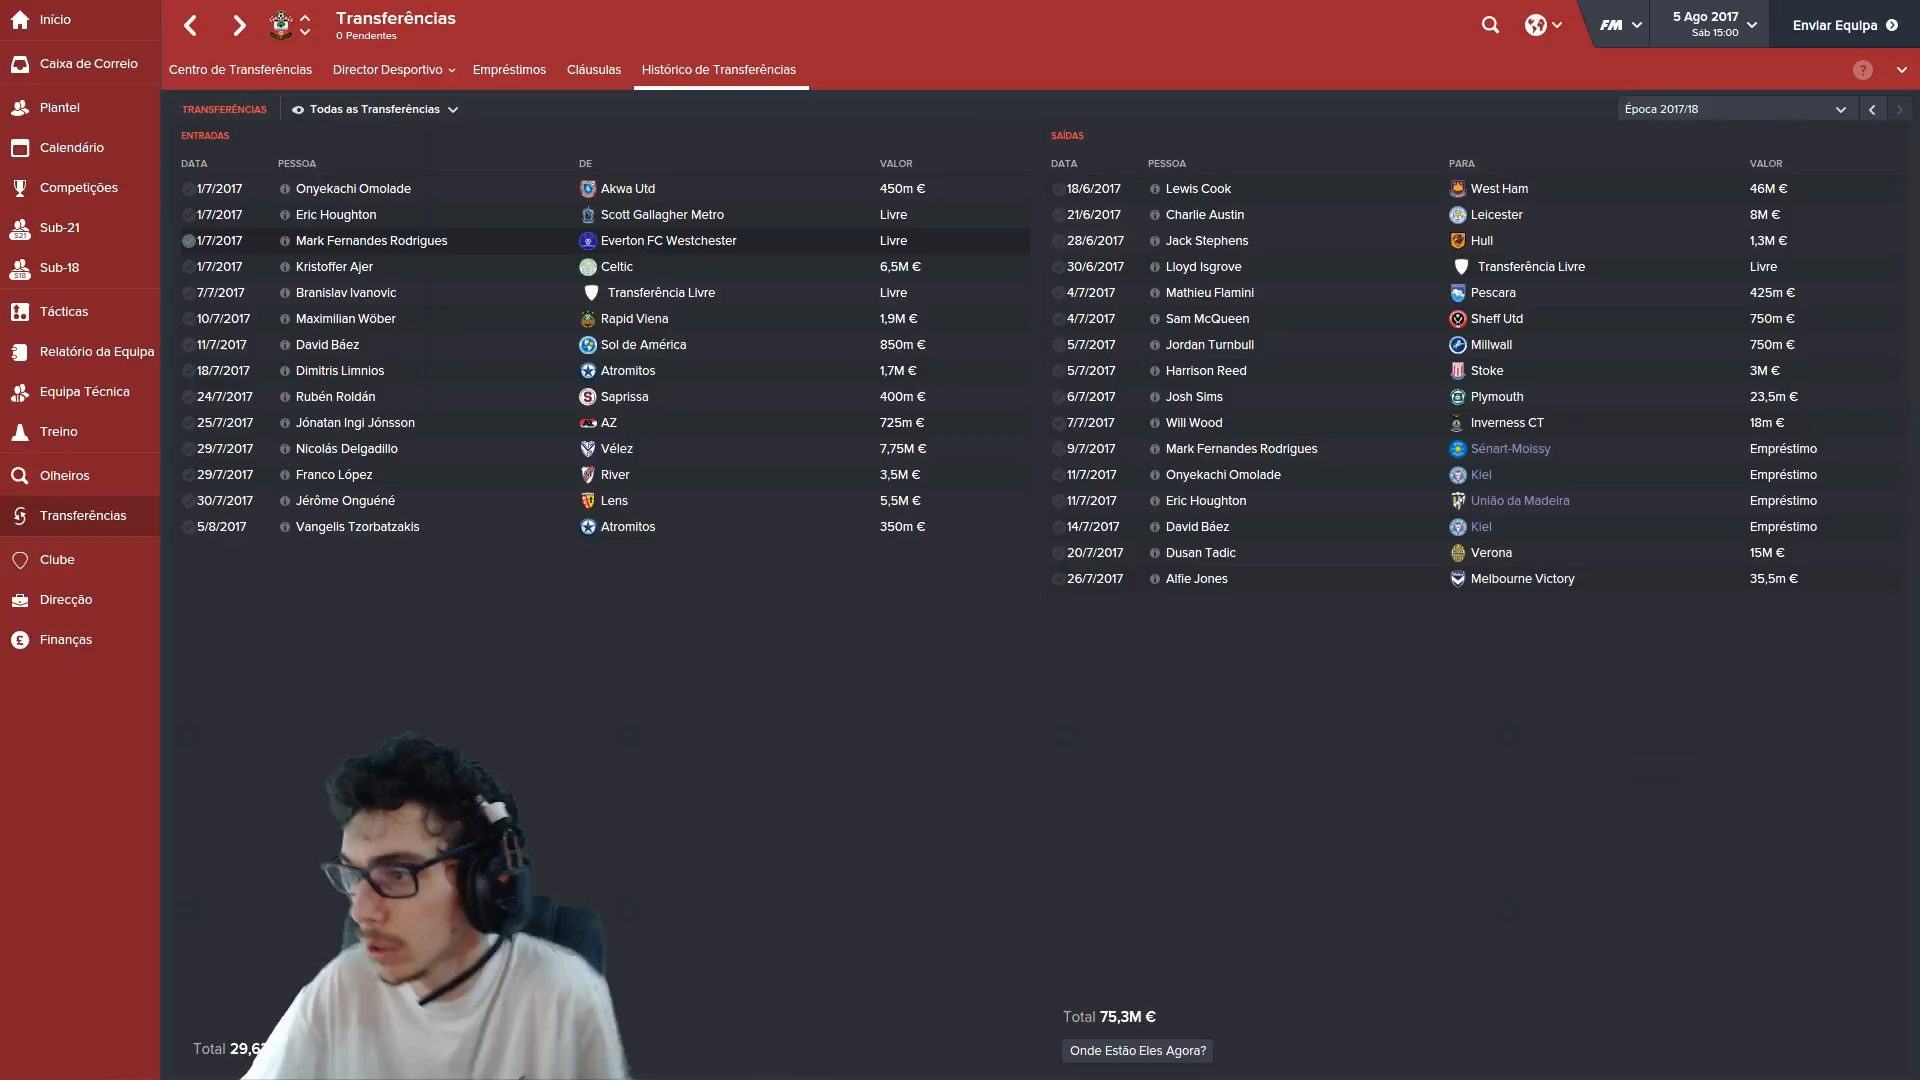 Início
Caixa de Correio
Plantel
Calendário
Competições
Sub-21
Sub-18
Tácticas
Relatório da Equipa
Equipa Técnica
Treino
Olheiros
Transferências
Clube
Direcção
Finanças
Transferências
0 Pendentes
FM
5 Ago 2017
Sáb 15:00
Enviar Equipa
Centro de Transferências Director Desportivo Empréstimos Cláusulas Histórico de Transferências
?
TRANSFERÊNCIAS Todas as Transferências
Época 2017/18
ENTRADAS
DATA PESSOA DE VALOR
1/7/2017 Onyekachi Omolade Akwa Utd 450m €
1/7/2017 Eric Houghton Scott Gallagher Metro Livre
1/7/2017 Mark Fernandes Rodrigues Everton FC Westchester Livre
1/7/2017 Kristoffer Ajer Celtic 6,5M €
7/7/2017 Branislav Ivanovic Transferência Livre Livre
10/7/2017 Maximilian Wöber Rapid Viena 1,9M €
11/7/2017 David Báez Sol de América 850m €
18/7/2017 Dimitris Limnios Atromitos 1,7M €
24/7/2017 Rubén Roldán Saprissa 400m €
25/7/2017 Jónatan Ingi Jónsson AZ 725m €
29/7/2017 Nicolás Delgadillo Vélez 7,75M €
29/7/2017 Franco López River 3,5M €
30/7/2017 Jérôme Onguéné Lens 5,5M €
5/8/2017 Vangelis Tzorbatzakis Atromitos 350m €
Total
SAÍDAS
DATA PESSOA PARA VALOR
18/6/2017 Lewis Cook West Ham 46M €
21/6/2017 Charlie Austin Leicester 8M €
28/6/2017 Jack Stephens Hull 1,3M €
30/6/2017 Lloyd Isgrove Transferência Livre Livre
4/7/2017 Mathieu Flamini Pescara 425m €
4/7/2017 Sam McQueen Sheff Utd 750m €
5/7/2017 Jordan Turnbull Millwall 750m €
5/7/2017 Harrison Reed Stoke 3M €
6/7/2017 Josh Sims Plymouth 23,5m €
7/7/2017 Will Wood Inverness CT 18m €
9/7/2017 Mark Fernandes Rodrigues Sénart-Moissy Empréstimo
11/7/2017 Onyekachi Omolade Kiel Empréstimo
11/7/2017 Eric Houghton União da Madeira Empréstimo
14/7/2017 David Báez Kiel Empréstimo
20/7/2017 Dusan Tadic Verona 15M €
26/7/2017 Alfie Jones Melbourne Victory 35,5m €
Total 75,3M €
Onde Estão Eles Agora?